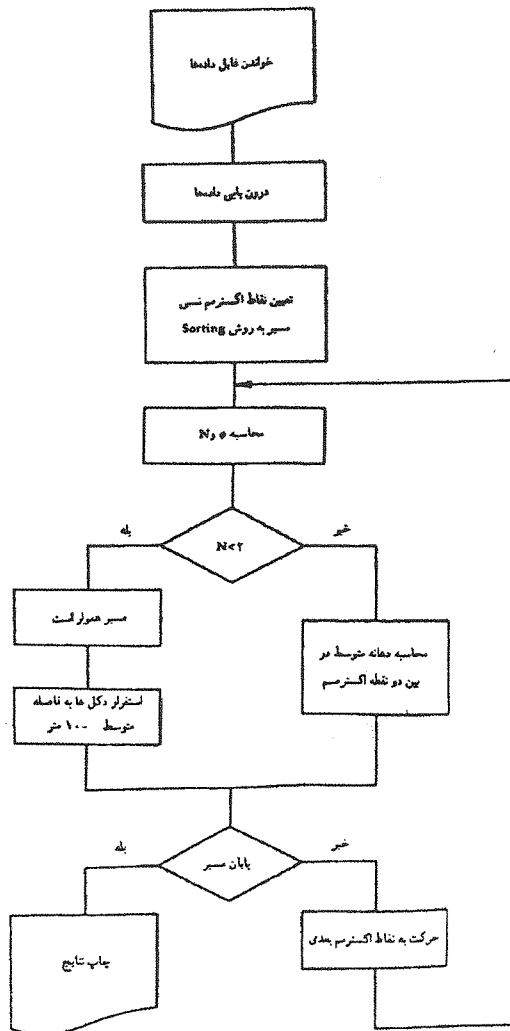 خواندن فایل داده‌ها
درون یابی داده‌ها
تعیین نقاط اکسترمم نسبی
مسیر به روش Sorting
محاسبه φ و N
بله
خیر
N<۲
مسیر هموار است
استقرار دکل ها به فاصله
متوسط ۱۰۰ متر
محاسبه دهانه متوسط در
بین دو نقطه اکسترمم
بله
خیر
پایان مسیر
چاپ نتایج
حرکت به نقاط اکسترمم بعدی